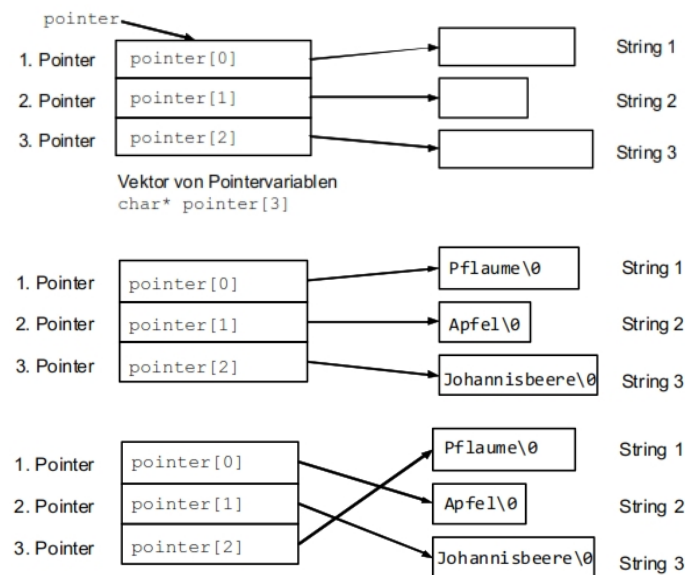 pointer
1. Pointer pointer[0] String 1
2. Pointer pointer[1] String 2
3. Pointer pointer[2] String 3
Vektor von Pointervariablen
char* pointer[3]
1. Pointer pointer[0] Pflaume\0 String 1
2. Pointer pointer[1] Apfel\0 String 2
3. Pointer pointer[2] Johannisbeere\0 String 3
1. Pointer pointer[0] Pflaume\0 String 1
2. Pointer pointer[1] Apfel\0 String 2
3. Pointer pointer[2] Johannisbeere\0 String 3